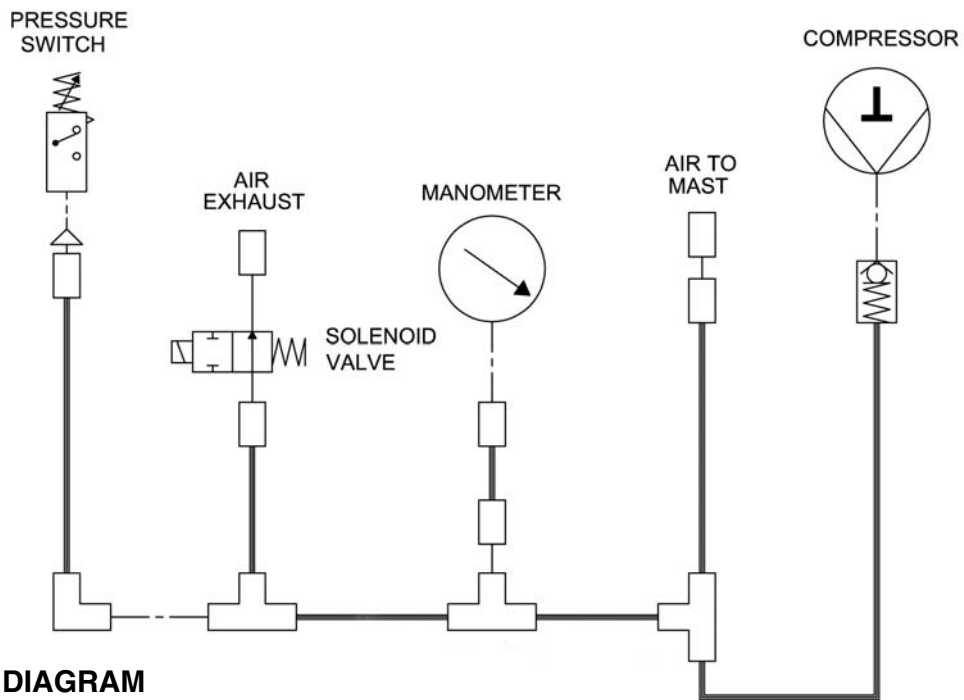 PRESSURE
SWITCH
COMPRESSOR
AIR
EXHAUST
MANOMETER
AIR TO
MAST
SOLENOID
VALVE
DIAGRAM